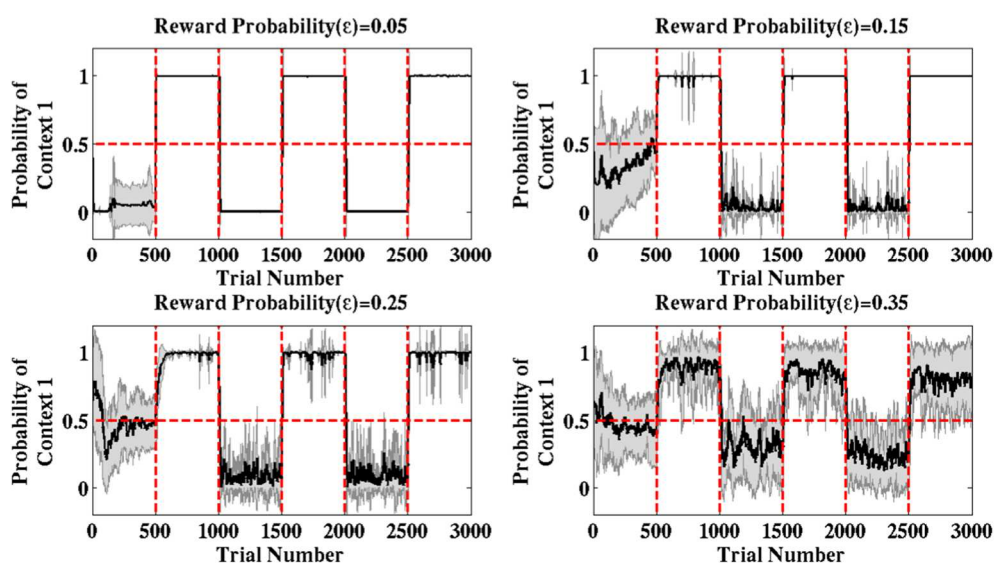 Reward Probability(ε)=0.05
Probability of
Context 1
1
0.5
0
0 500 1000 1500 2000 2500 3000
Trial Number
Reward Probability(ε)=0.15
Probability of
Context 1
1
0.5
0
0 500 1000 1500 2000 2500 3000
Trial Number
Reward Probability(ε)=0.25
Probability of
Context 1
1
0.5
0
0 500 1000 1500 2000 2500 3000
Trial Number
Reward Probability(ε)=0.35
Probability of
Context 1
1
0.5
0
0 500 1000 1500 2000 2500 3000
Trial Number